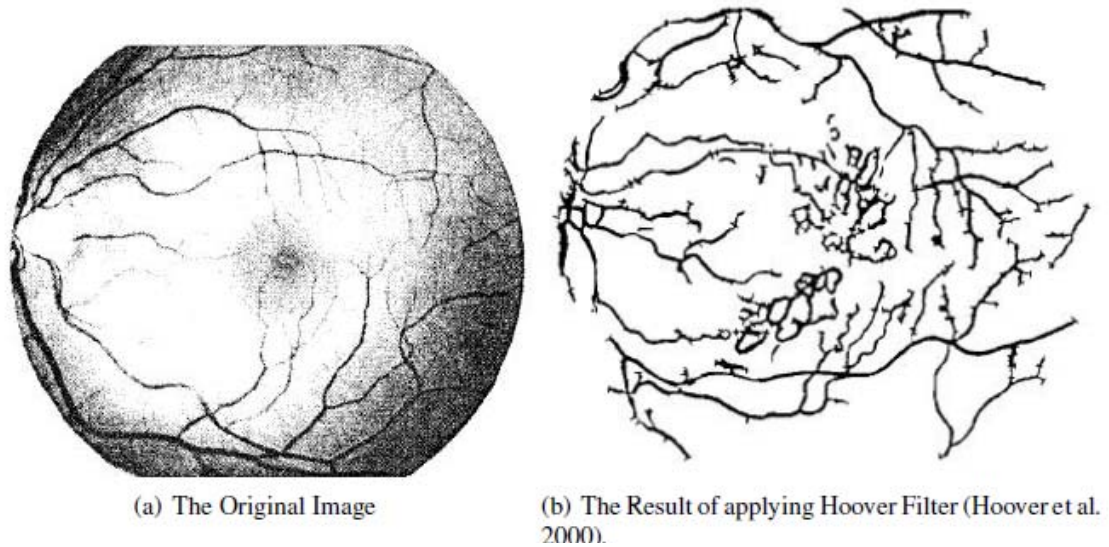 (a) The Original Image
(b) The Result of applying Hoover Filter (Hoover et al.
2000).